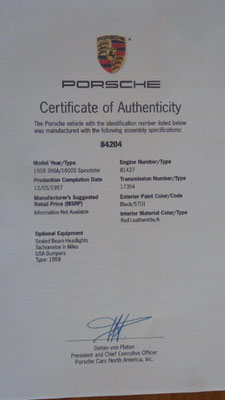 PORSCHE
Certificate of Authenticity
The Porsche vehicle with the identification number listed below
was manufactured with the following assembly specifications:
84204
Model Year/Type
1958 356A/1600S Speedster
Production Completion Date
12/05/1957
Manufacturer's Suggested
Retail Price (MSRP)
Information Not Available
Optional Equipment
Sealed Beam Headlights
Tachometer in Miles
USA Bumpers
Type: 1958
Engine Number/Type
81427
Transmission Number/Type
17354
Exterior Paint Color/Code
Black/5701
Interior Material Color/Type
Red Leatherette/A
Detlev von Platen
President and Chief Executive Officer
Porsche Cars North America, Inc.